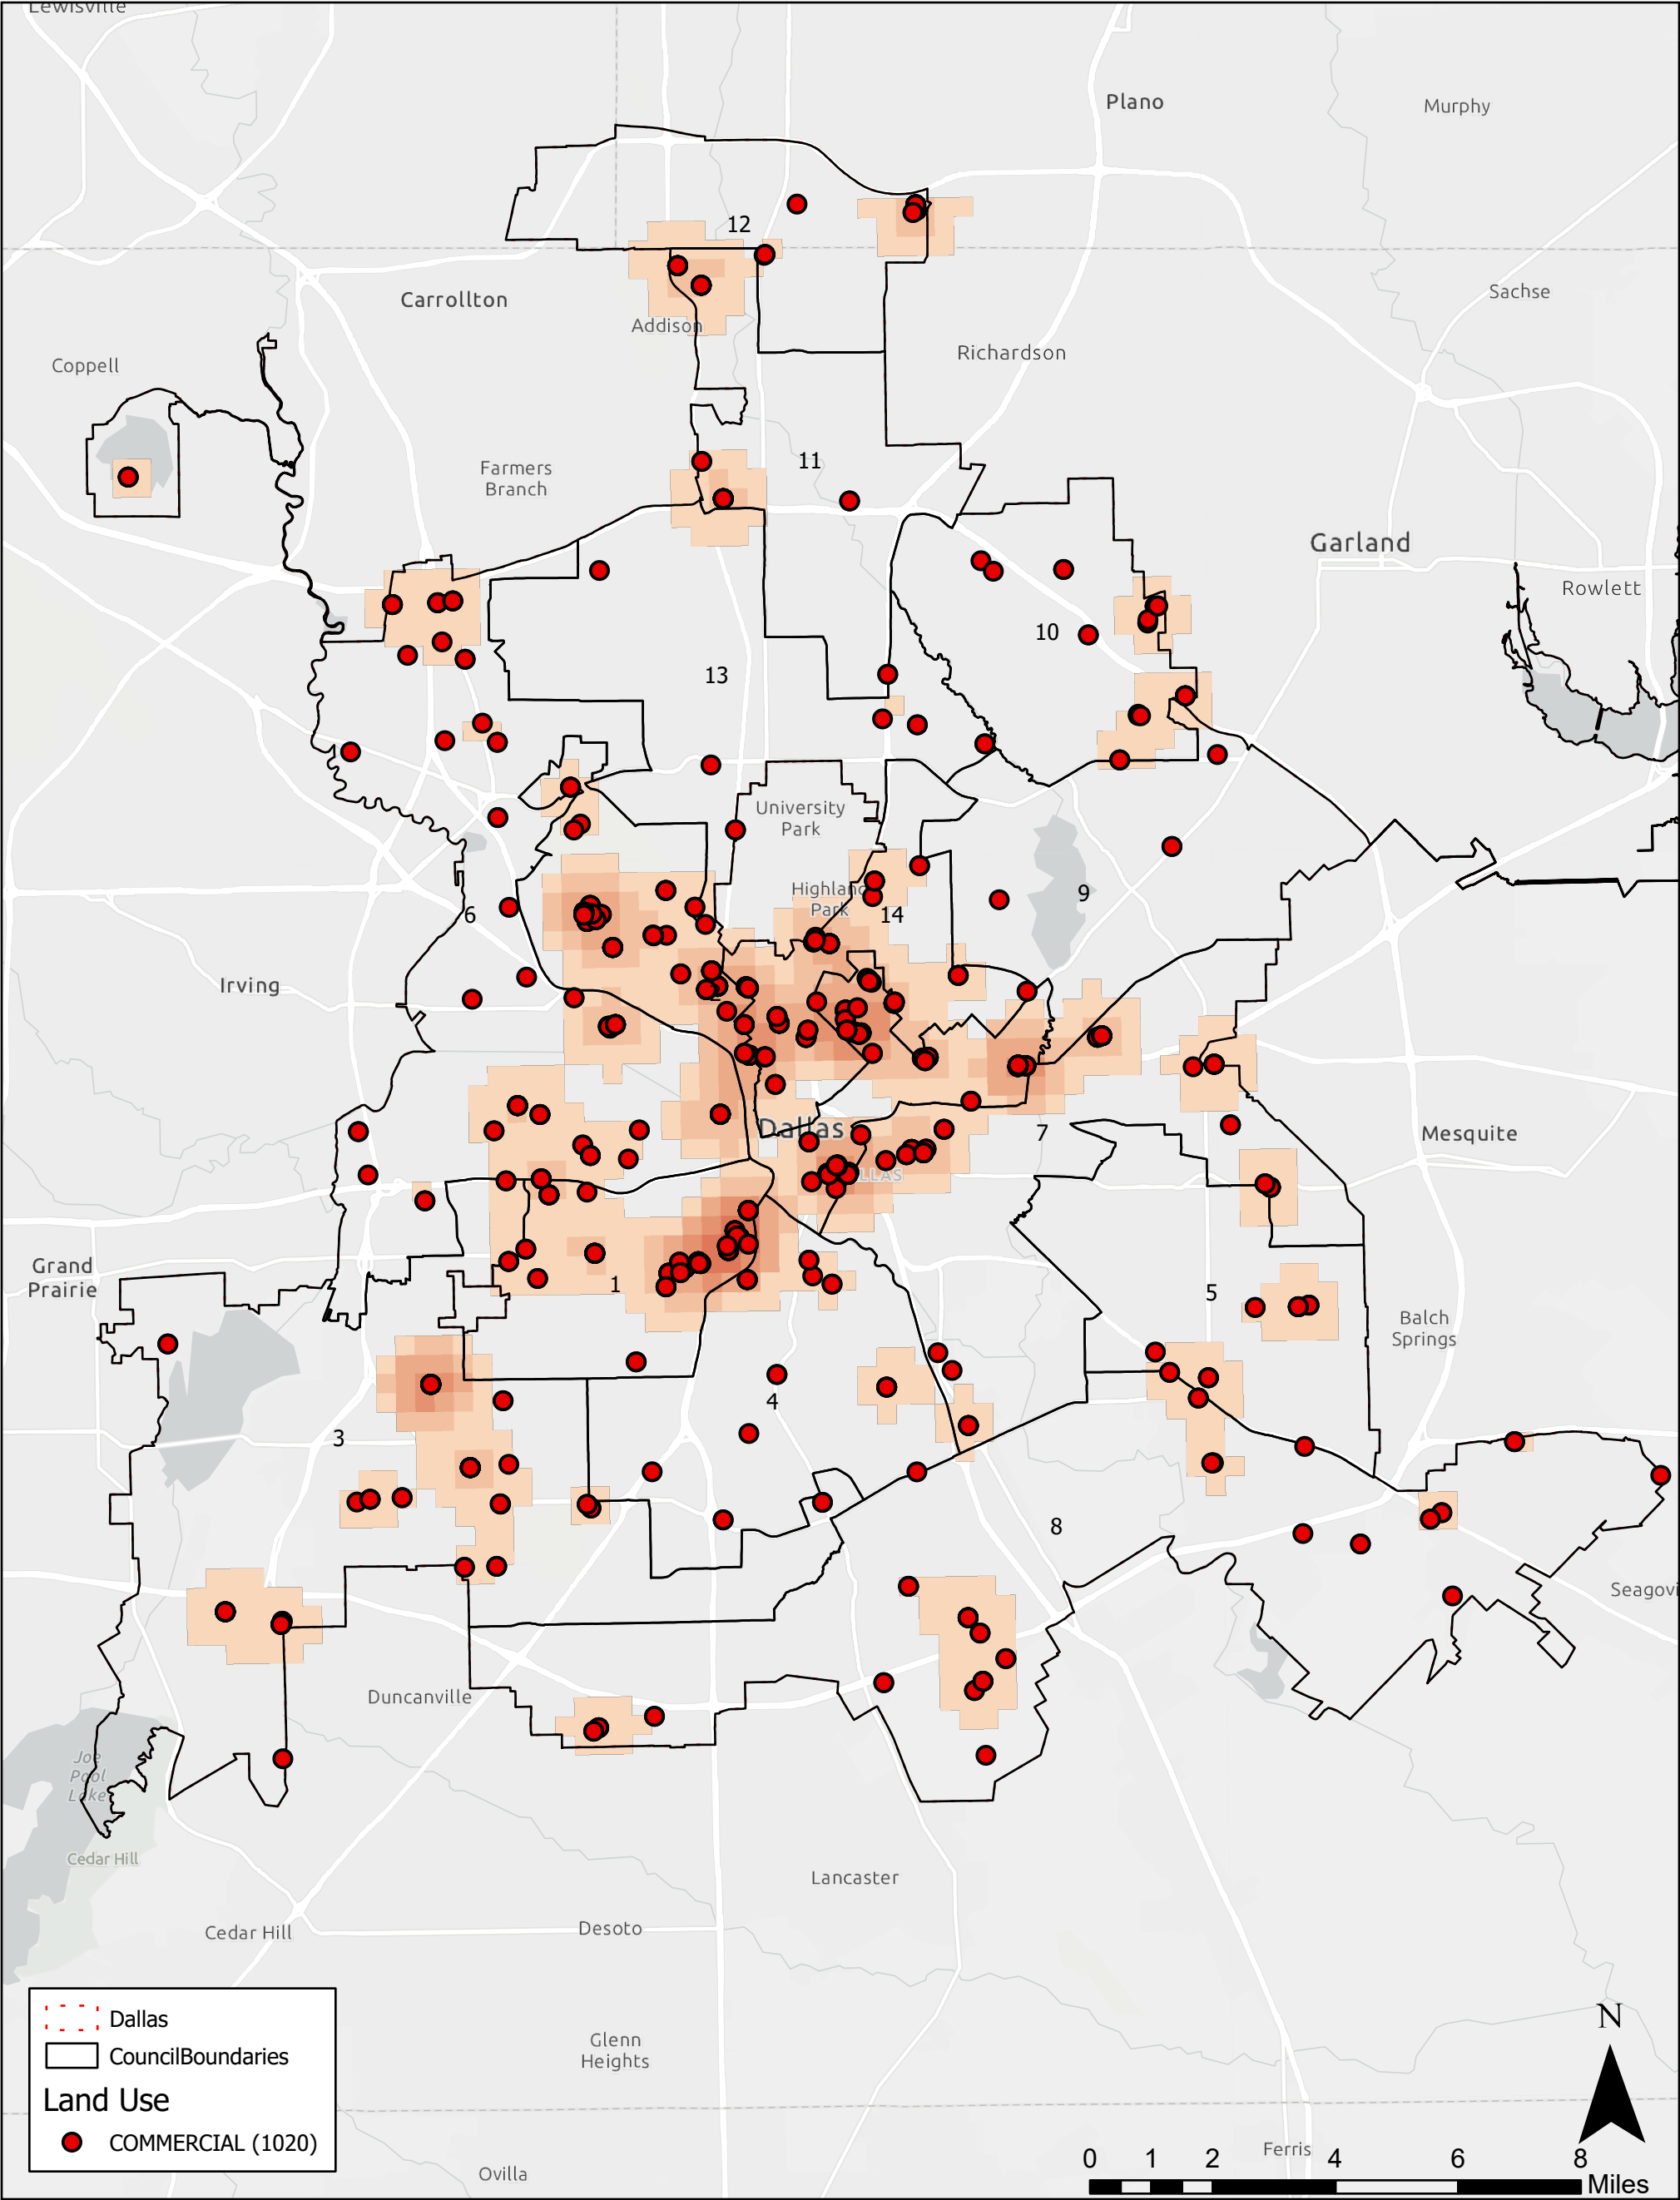 Lewisville
Plano
Murphy
12
Carrollton
Sachse
Addison
Richardson
Coppell
Farmers
Branch
11
Garland
Rowlett
10
13
University
Park
Highland
Park
14
9
6
Irving
2
Dallas
7
Mesquite
Grand
Prairie
1
5
Balch
Springs
4
3
8
Seagovi
Duncanville
Joe
Pool
Lake
Cedar Hill
Lancaster
Cedar Hill
Desoto
Glenn
Heights
Ovilla
Ferris
Dallas
CouncilBoundaries
Land Use
COMMERCIAL (1020)
N
0 1 2 4 6 8
Miles